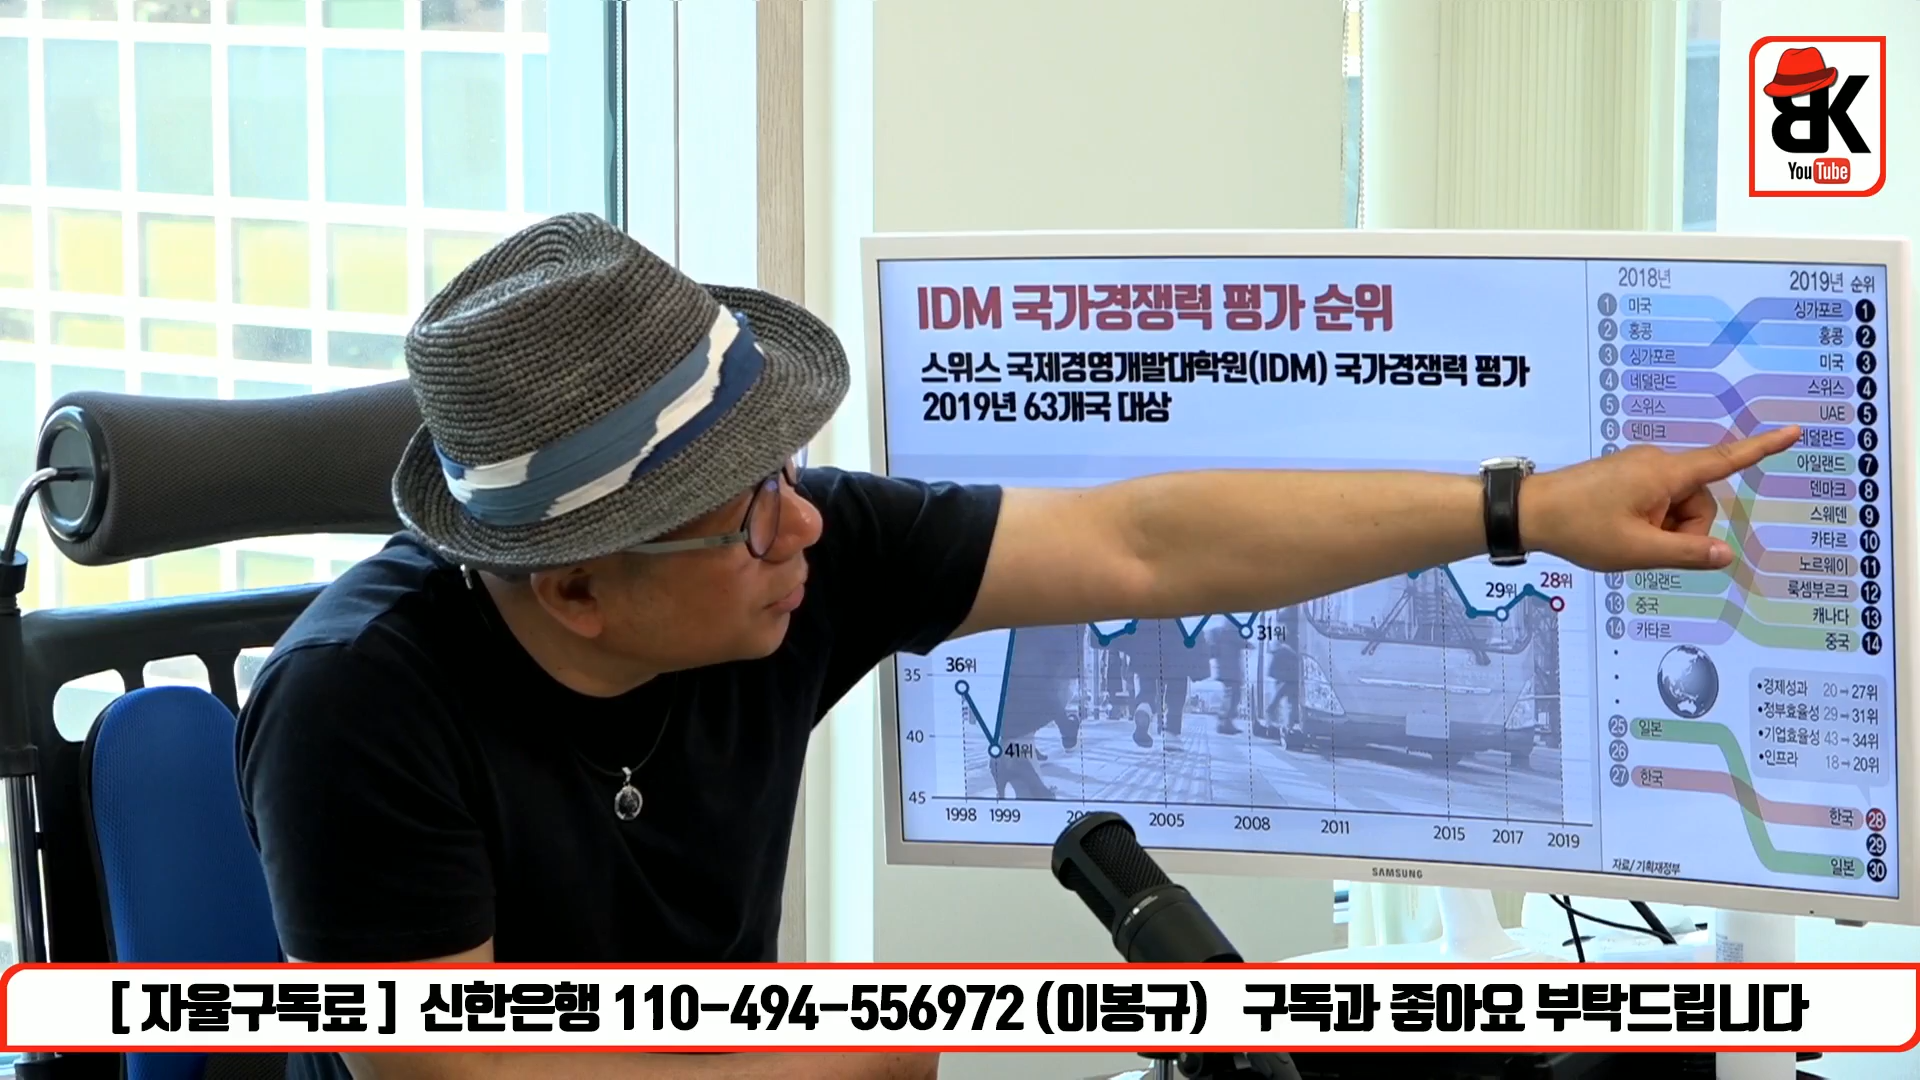 BK
YouTube
IDM 국가경쟁력 평가 순위
스위스 국제경영개발대학원(IDM) 국가경쟁력 평가
2019년 63개국 대상
36위
41위
31위
29위
28위
35
40
45
1998
1999
2005
2008
2011
2015
2017
2019
2018년
2019년 순위
1 미국
2 홍콩
3 싱가포르
4 네덜란드
5 스위스
6 덴마크
12 아일랜드
13 중국
14 카타르
25 일본
26
27 한국
싱가포르 1
홍콩 2
미국 3
스위스 4
UAE 5
네덜란드 6
아일랜드 7
덴마크 8
스웨덴 9
카타르 10
노르웨이 11
룩셈부르크 12
캐나다 13
중국 14
•경제성과 20→27위
•정부효율성 29→31위
•기업효율성 43→34위
•인프라 18→20위
한국 28
29
일본 30
자료/기획재정부
SAMSUNG
[ 자율구독료 ] 신한은행 110-494-556972 (이봉규) 구독과 좋아요 부탁드립니다